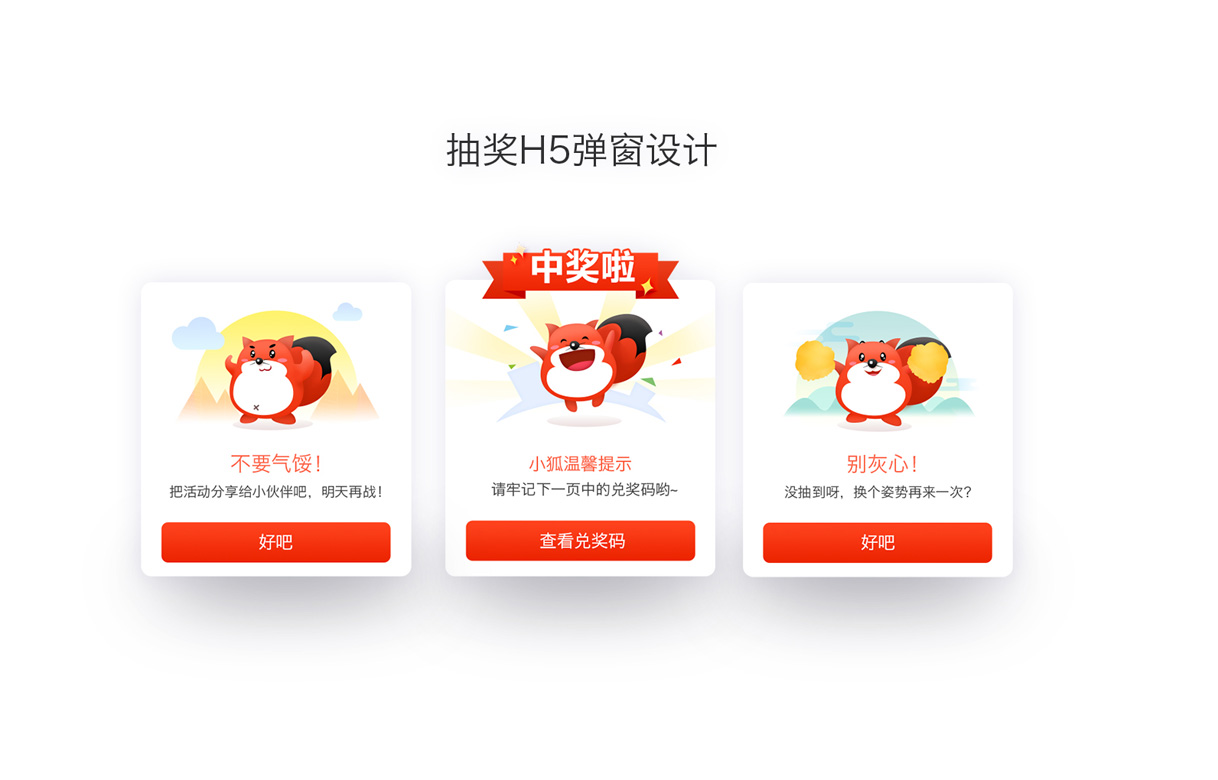 抽奖H5弹窗设计
不要气馁！
把活动分享给小伙伴吧，明天再战！
好吧
中奖啦
小狐温馨提示
请牢记下一页中的兑奖码哟~
查看兑奖码
别灰心！
没抽到呀，换个姿势再来一次？
好吧